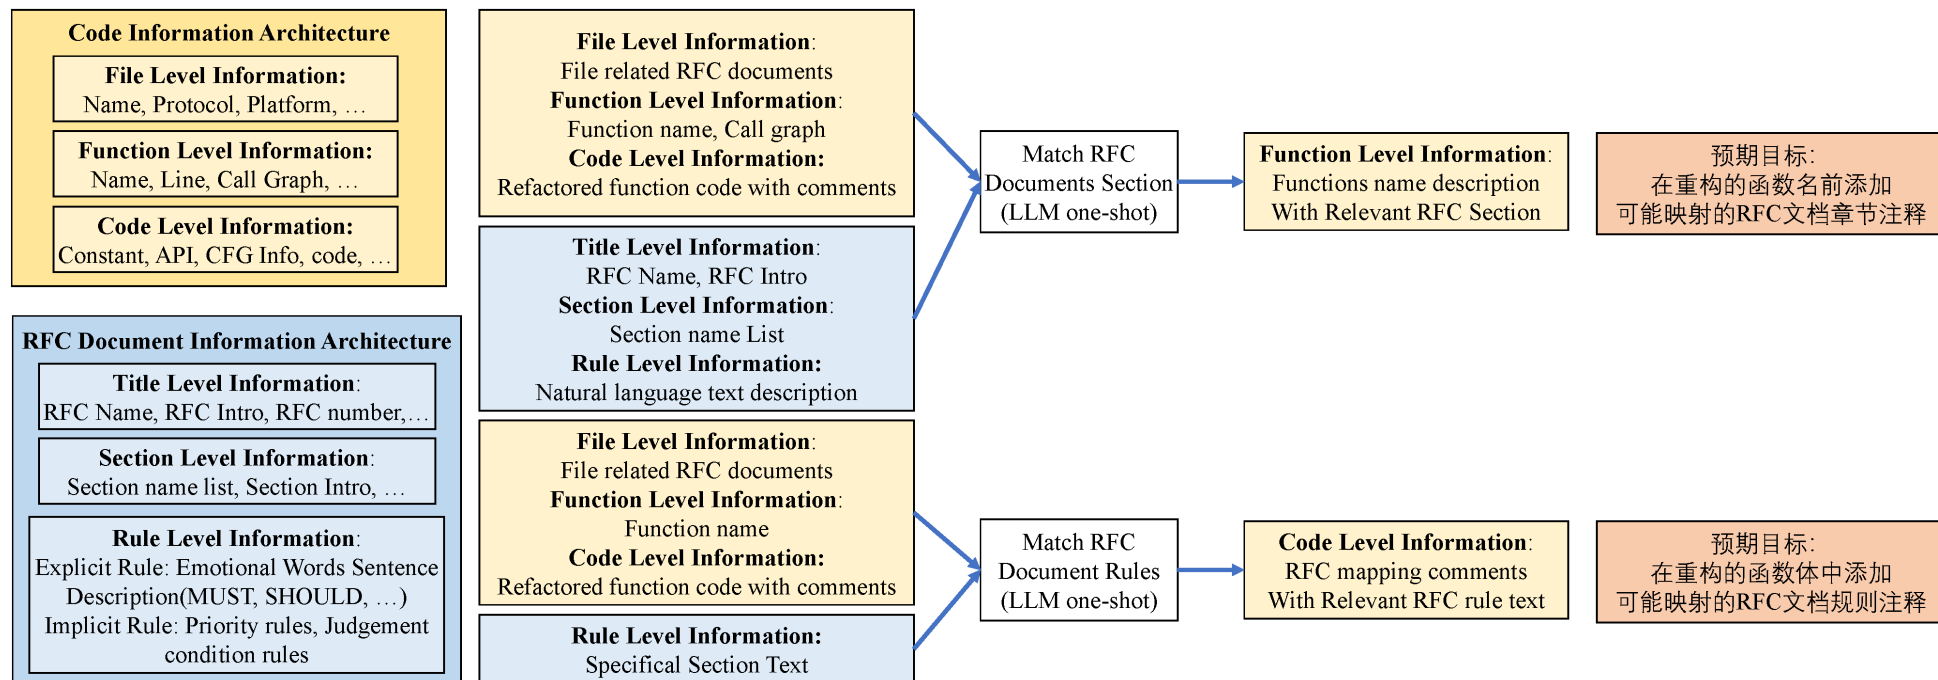 Code Information Architecture
File Level Information:
Name, Protocol, Platform, …
Function Level Information:
Name, Line, Call Graph, …
Code Level Information:
Constant, API, CFG Info, code, …
RFC Document Information Architecture
Title Level Information:
RFC Name, RFC Intro, RFC number,…
Section Level Information:
Section name list, Section Intro, …
Rule Level Information:
Explicit Rule: Emotional Words Sentence
Description(MUST, SHOULD, …)
Implicit Rule: Priority rules, Judgement
condition rules
File Level Information:
File related RFC documents
Function Level Information:
Function name, Call graph
Code Level Information:
Refactored function code with comments
Title Level Information:
RFC Name, RFC Intro
Section Level Information:
Section name List
Rule Level Information:
Natural language text description
Match RFC
Documents Section
(LLM one-shot)
Function Level Information:
Functions name description
With Relevant RFC Section
预期目标:
在重构的函数名前添加
可能映射的RFC文档章节注释
File Level Information:
File related RFC documents
Function Level Information:
Function name
Code Level Information:
Refactored function code with comments
Rule Level Information:
Specifical Section Text
Match RFC
Document Rules
(LLM one-shot)
Code Level Information:
RFC mapping comments
With Relevant RFC rule text
预期目标:
在重构的函数体中添加
可能映射的RFC文档规则注释